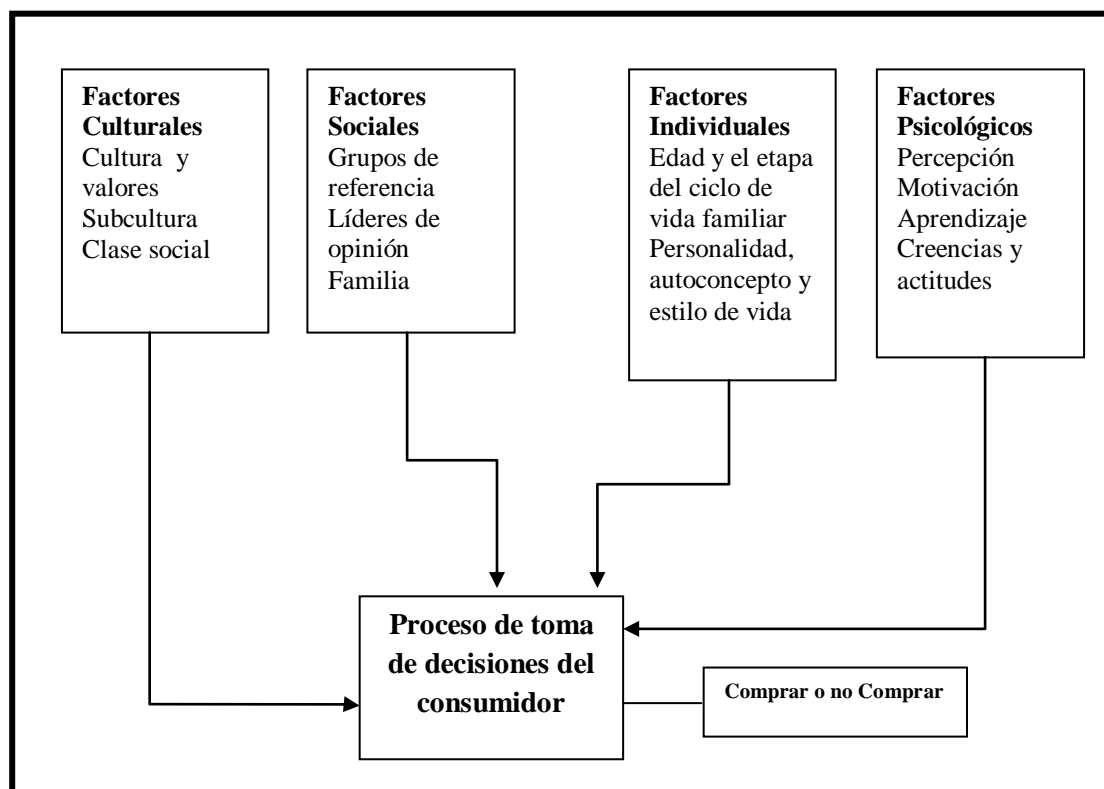 Factores
Culturales
Cultura y
valores
Subcultura
Clase social
Factores
Sociales
Grupos de
referencia
Líderes de
opinión
Familia
Factores
Individuales
Edad y el etapa
del ciclo de
vida familiar
Personalidad,
autoconcepto y
estilo de vida
Factores
Psicológicos
Percepción
Motivación
Aprendizaje
Creencias y
actitudes
Proceso de toma
de decisiones del
consumidor
Comprar o no Comprar